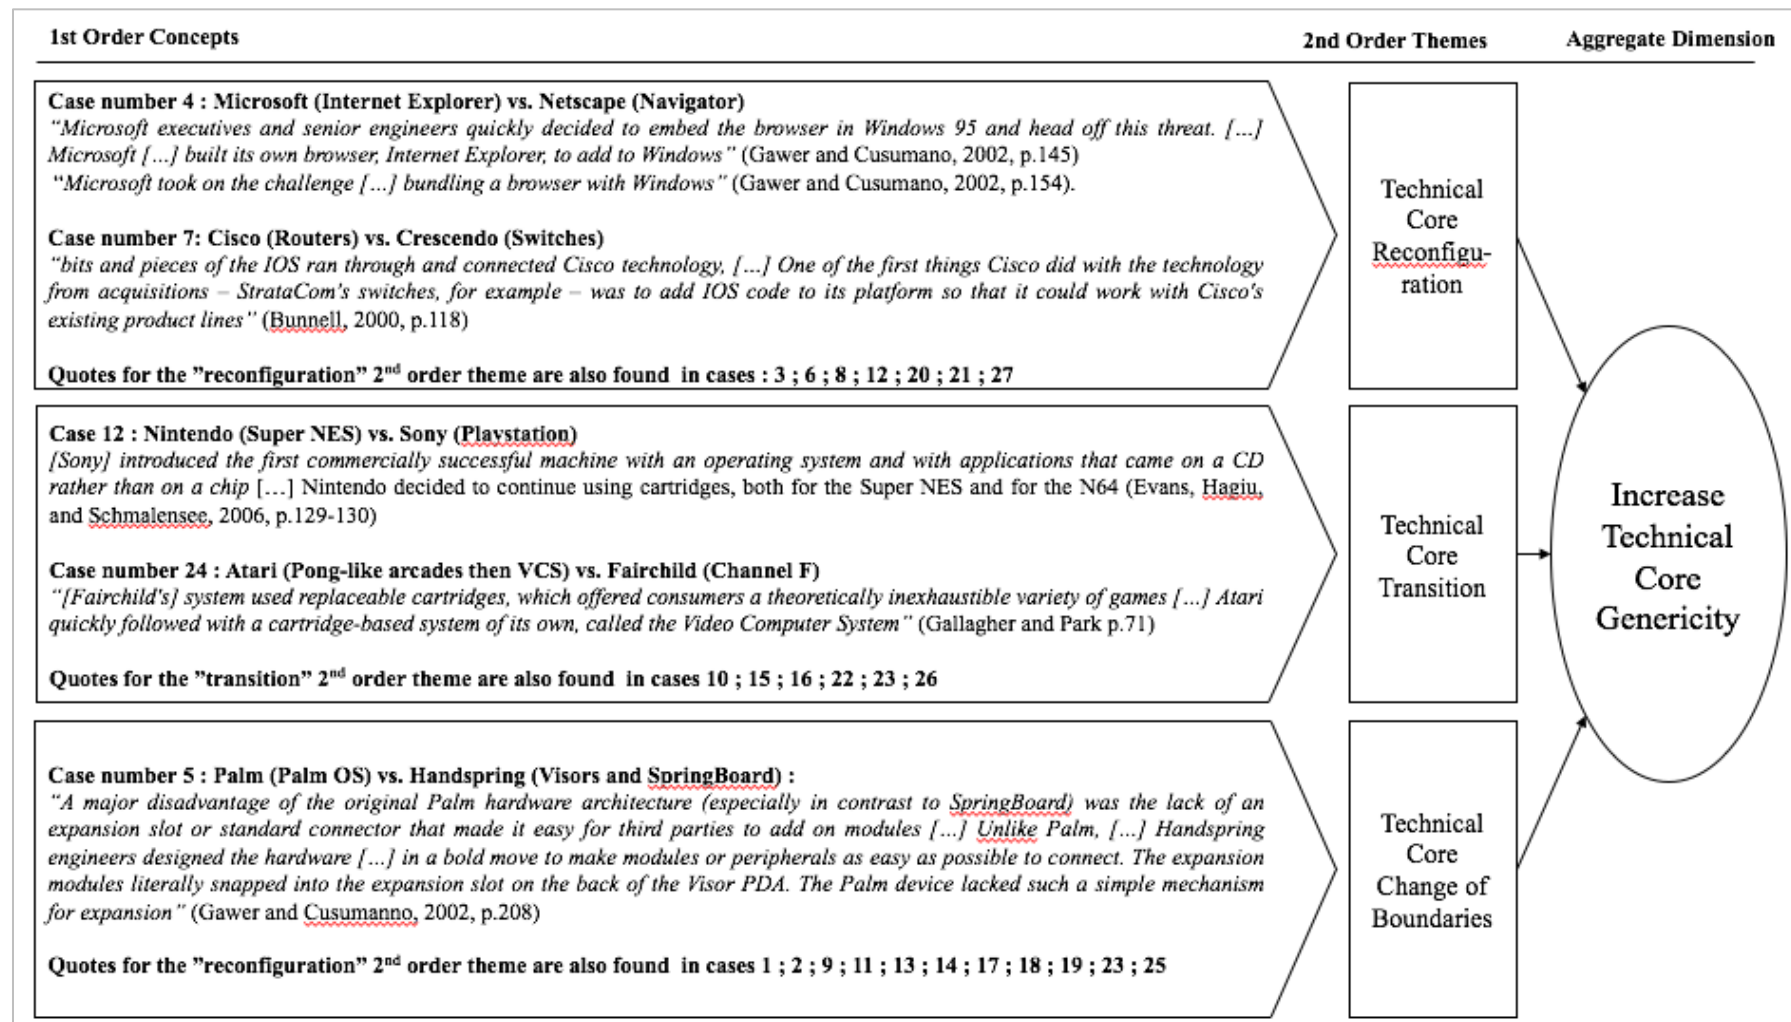 1st Order Concepts
2nd Order Themes
Aggregate Dimension
Case number 4 : Microsoft (Internet Explorer) vs. Netscape (Navigator)
“Microsoft executives and senior engineers quickly decided to embed the browser in Windows 95 and head off this threat. […]
Microsoft […] built its own browser, Internet Explorer, to add to Windows” (Gawer and Cusumano, 2002, p.145)
“Microsoft took on the challenge […] bundling a browser with Windows” (Gawer and Cusumano, 2002, p.154).
Case number 7: Cisco (Routers) vs. Crescendo (Switches)
“bits and pieces of the IOS ran through and connected Cisco technology, […] One of the first things Cisco did with the technology
from acquisitions – StrataCom's switches, for example – was to add IOS code to its platform so that it could work with Cisco's
existing product lines” (Bunnell, 2000, p.118)
Quotes for the ”reconfiguration” 2nd order theme are also found in cases : 3 ; 6 ; 8 ; 12 ; 20 ; 21 ; 27
Technical
Core
Reconfigu-
ration
Case 12 : Nintendo (Super NES) vs. Sony (Playstation)
[Sony] introduced the first commercially successful machine with an operating system and with applications that came on a CD
rather than on a chip […] Nintendo decided to continue using cartridges, both for the Super NES and for the N64 (Evans, Hagiu,
and Schmalensee, 2006, p.129-130)
Case number 24 : Atari (Pong-like arcades then VCS) vs. Fairchild (Channel F)
“[Fairchild's] system used replaceable cartridges, which offered consumers a theoretically inexhaustible variety of games […] Atari
quickly followed with a cartridge-based system of its own, called the Video Computer System” (Gallagher and Park p.71)
Quotes for the ”transition” 2nd order theme are also found in cases 10 ; 15 ; 16 ; 22 ; 23 ; 26
Technical
Core
Transition
Case number 5 : Palm (Palm OS) vs. Handspring (Visors and SpringBoard) :
“A major disadvantage of the original Palm hardware architecture (especially in contrast to SpringBoard) was the lack of an
expansion slot or standard connector that made it easy for third parties to add on modules […] Unlike Palm, […] Handspring
engineers designed the hardware […] in a bold move to make modules or peripherals as easy as possible to connect. The expansion
modules literally snapped into the expansion slot on the back of the Visor PDA. The Palm device lacked such a simple mechanism
for expansion” (Gawer and Cusumanno, 2002, p.208)
Quotes for the ”reconfiguration” 2nd order theme are also found in cases 1 ; 2 ; 9 ; 11 ; 13 ; 14 ; 17 ; 18 ; 19 ; 23 ; 25
Technical
Core
Change of
Boundaries
Increase
Technical
Core
Genericity